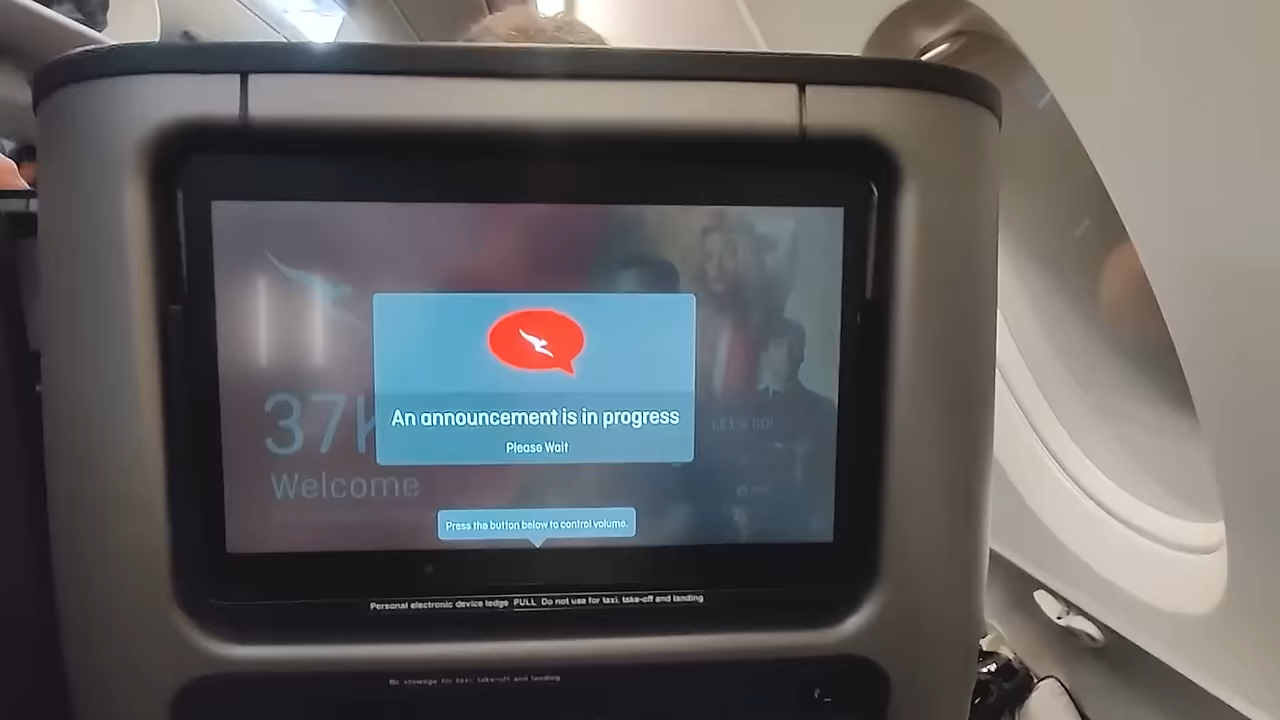 An announcement is in progress
Please Wait
37K
Welcome
LET'S GO!
Press the button below to control volume.
Personal electronic device ledge PULL Do not use for taxi, take-off and landing
No stowage for taxi, take-off and landing